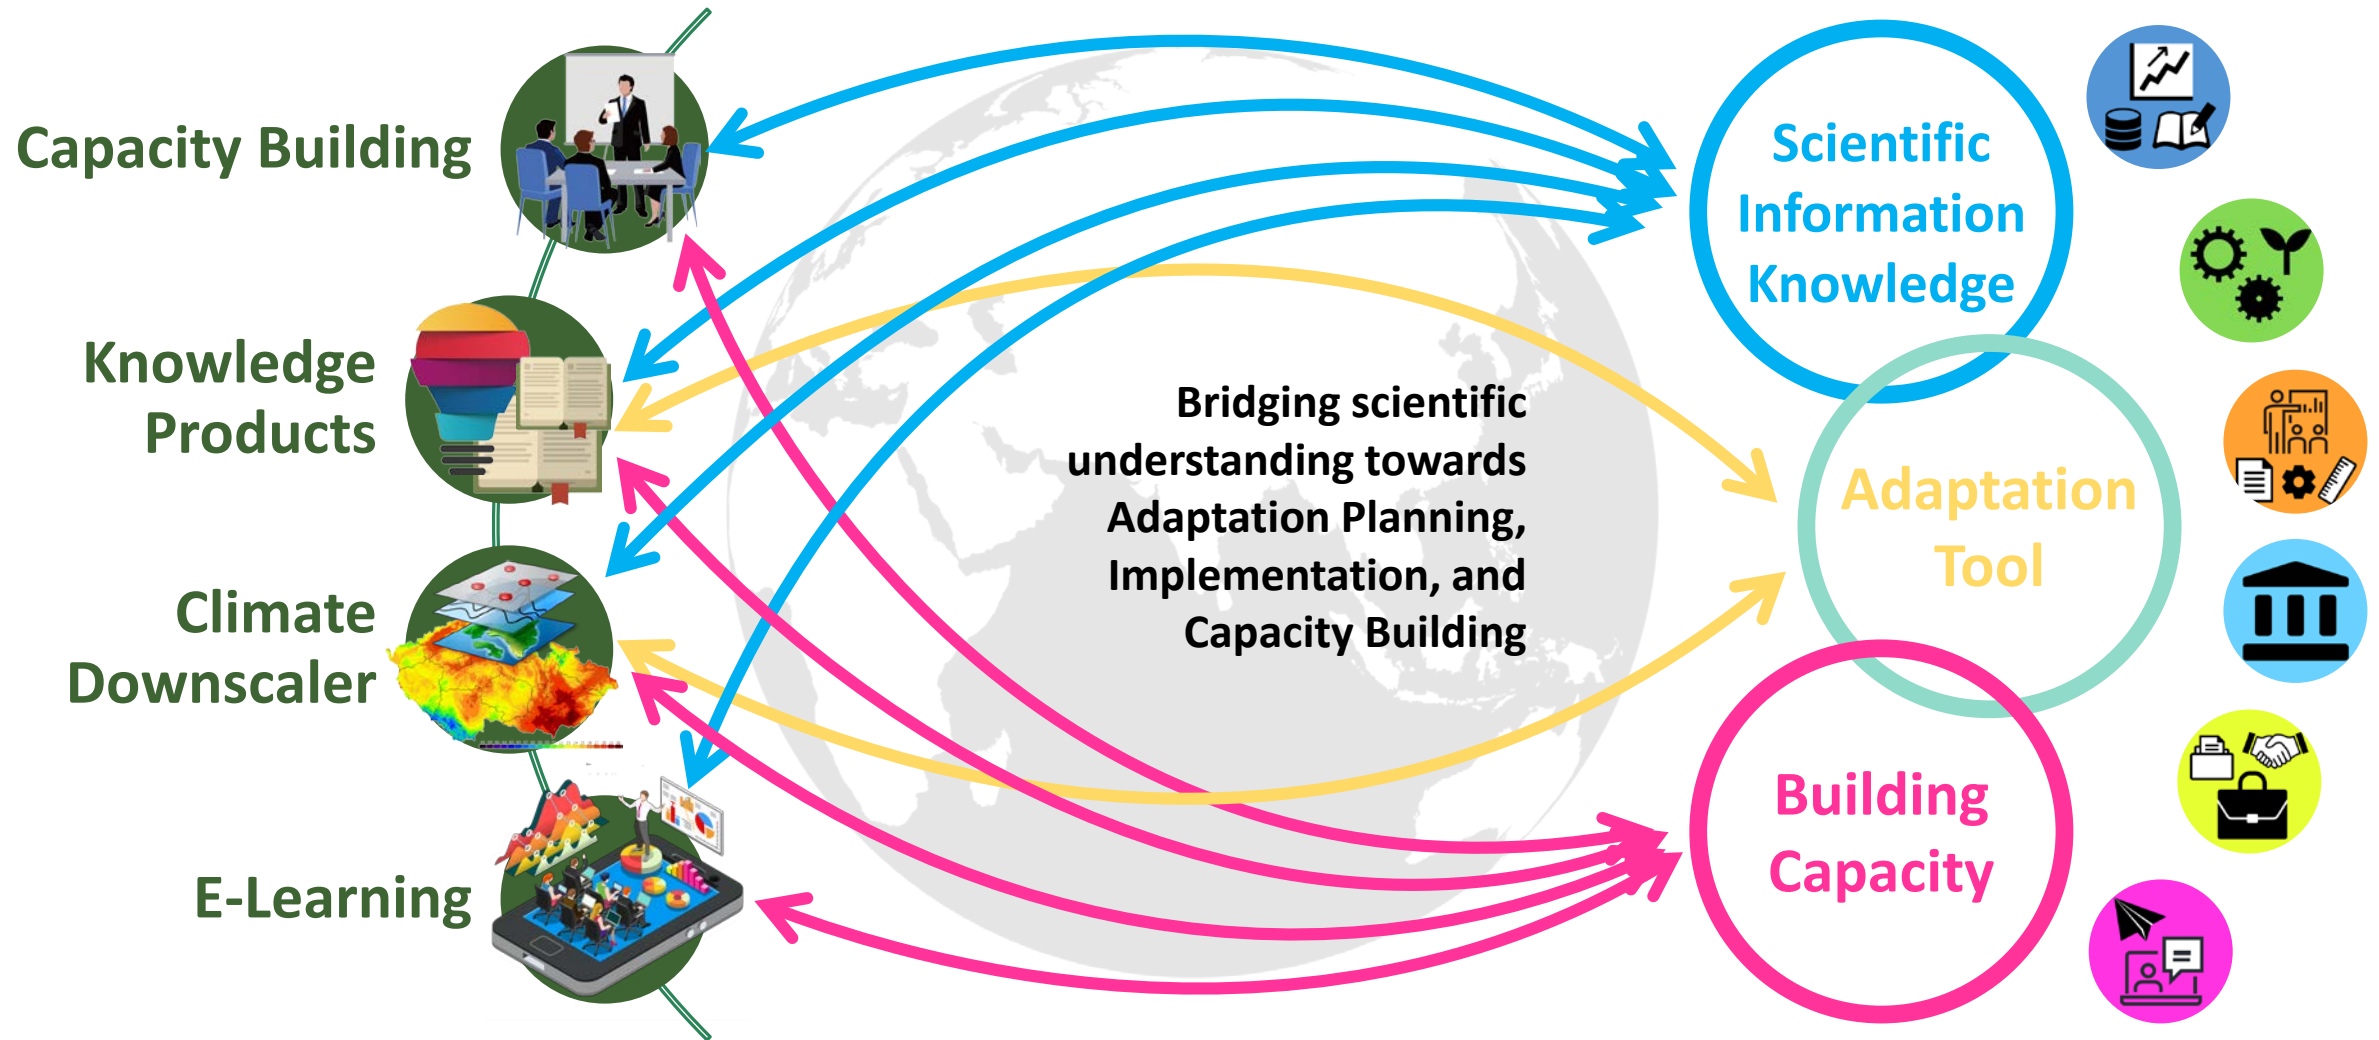 Capacity Building
Knowledge
Products
Climate
Downscaler
E-Learning
Bridging scientific
understanding towards
Adaptation Planning,
Implementation, and
Capacity Building
Scientific
Information
Knowledge
Adaptation
Tool
Building
Capacity